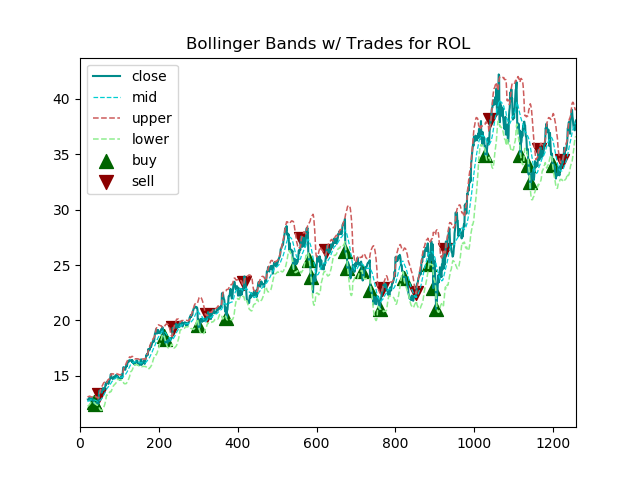 Bollinger Bands w/ Trades for ROL
close
mid
upper
lower
buy
sell
40
35
30
25
20
15
0 200 400 600 800 1000 1200